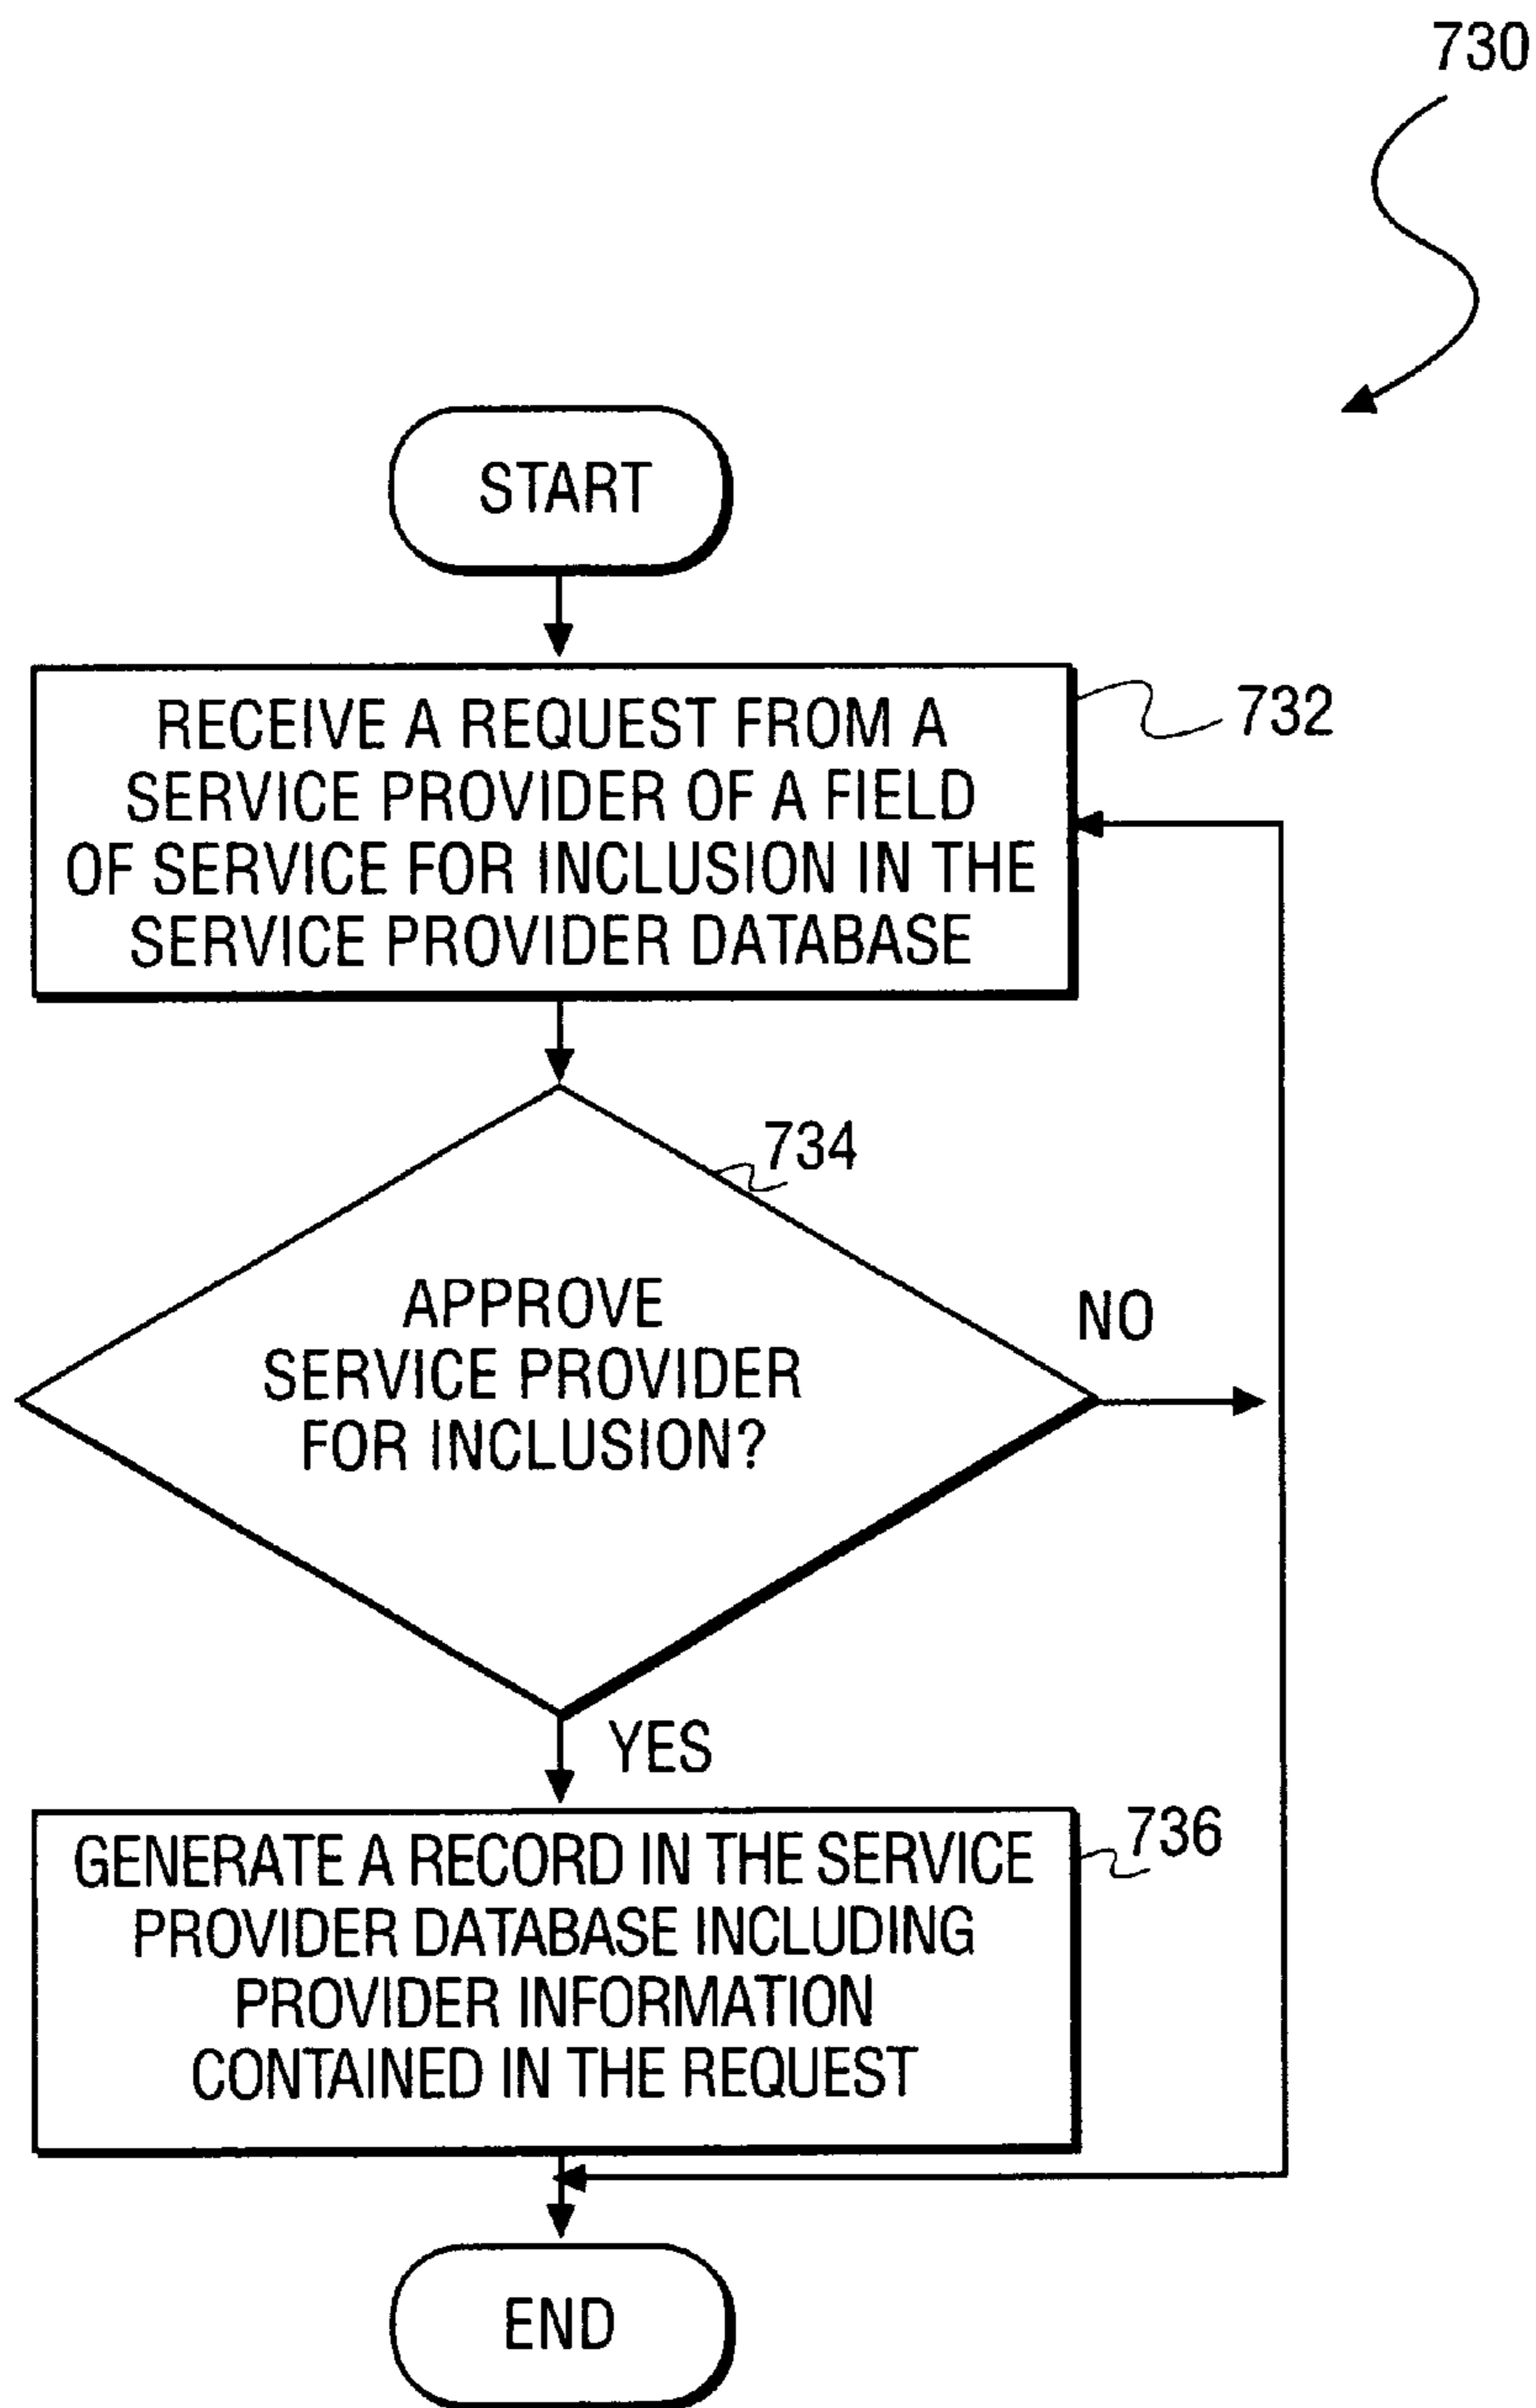 730
START
RECEIVE A REQUEST FROM A
SERVICE PROVIDER OF A FIELD
OF SERVICE FOR INCLUSION IN THE
SERVICE PROVIDER DATABASE
732
734
APPROVE
SERVICE PROVIDER
FOR INCLUSION?
NO
YES
GENERATE A RECORD IN THE SERVICE
PROVIDER DATABASE INCLUDING
PROVIDER INFORMATION
CONTAINED IN THE REQUEST
736
END